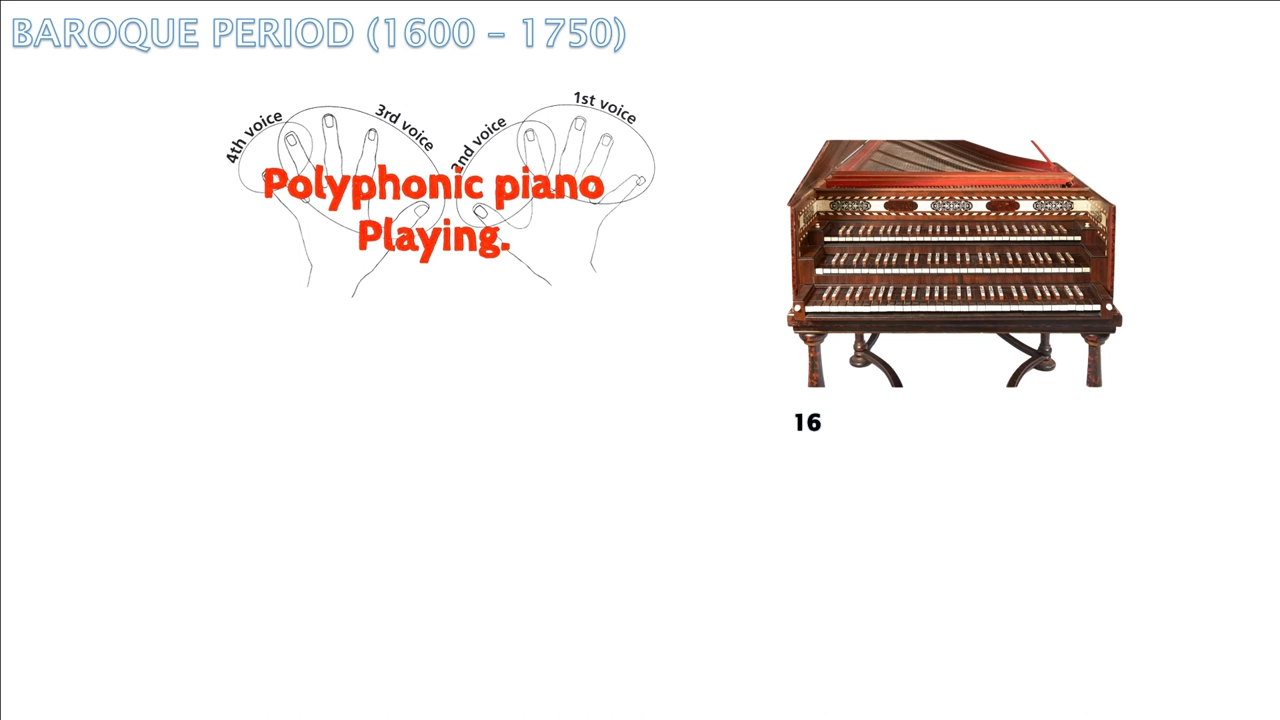 BAROQUE PERIOD (1600 – 1750)
4th voice
3rd voice
2nd voice
1st voice
Polyphonic piano
Playing.
16